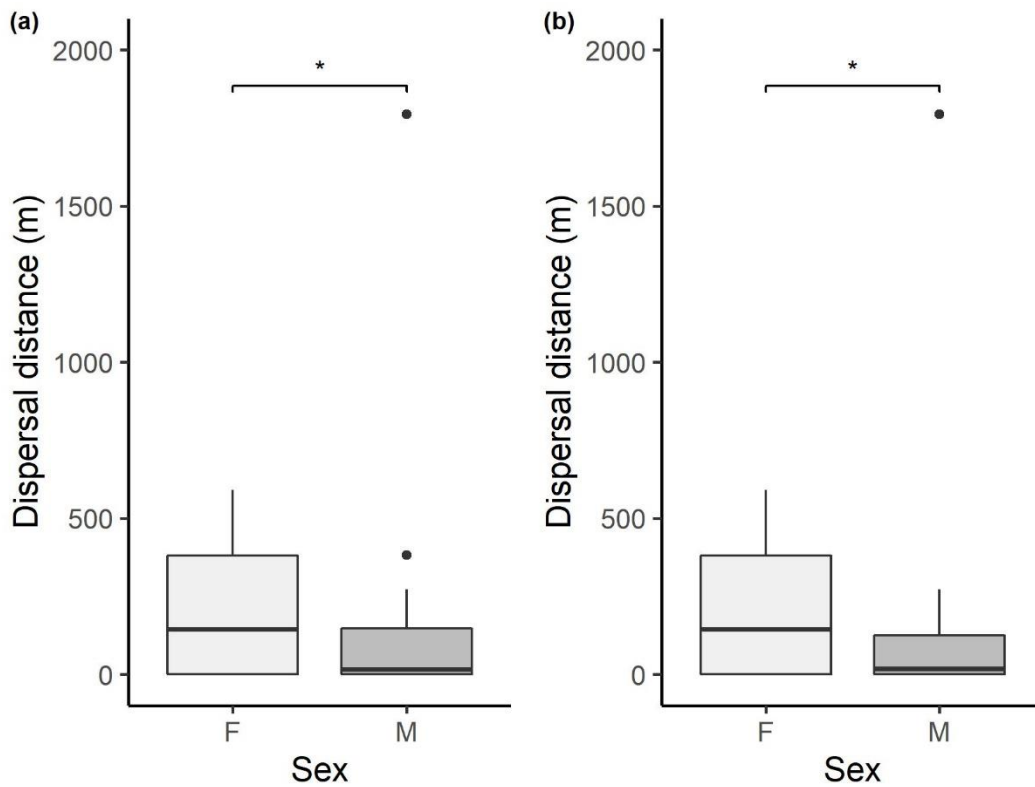 (a)
2000
1500
1000
500
0
Dispersal distance (m)
*
F
M
Sex
(b)
2000
1500
1000
500
0
Dispersal distance (m)
*
F
M
Sex